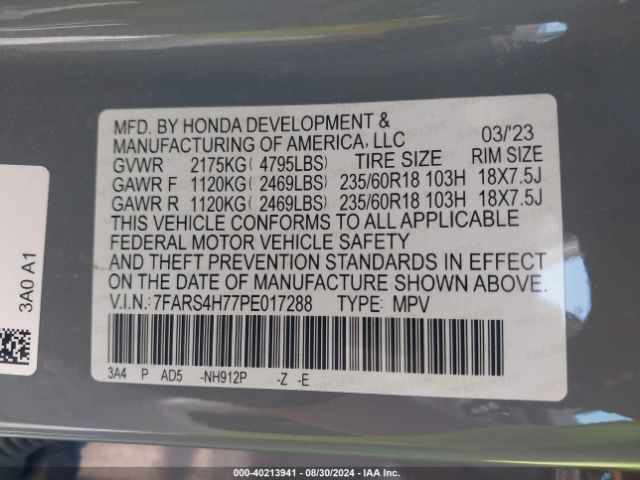 MFD. BY HONDA DEVELOPMENT &
MANUFACTURING OF AMERICA, LLC 03/'23
GVWR 2175KG( 4795LBS) TIRE SIZE RIM SIZE
GAWR F 1120KG( 2469LBS) 235/60R18 103H 18X7.5J
GAWR R 1120KG( 2469LBS) 235/60R18 103H 18X7.5J
THIS VEHICLE CONFORMS TO ALL APPLICABLE
FEDERAL MOTOR VEHICLE SAFETY
AND THEFT PREVENTION STANDARDS IN EFFECT
ON THE DATE OF MANUFACTURE SHOWN ABOVE.
V.I.N.: 7FARS4H77PE017288 TYPE: MPV
3A4 P AD5 -NH912P -Z -E
3A0 A1
000-40213941 - 08/30/2024 - IAA Inc.